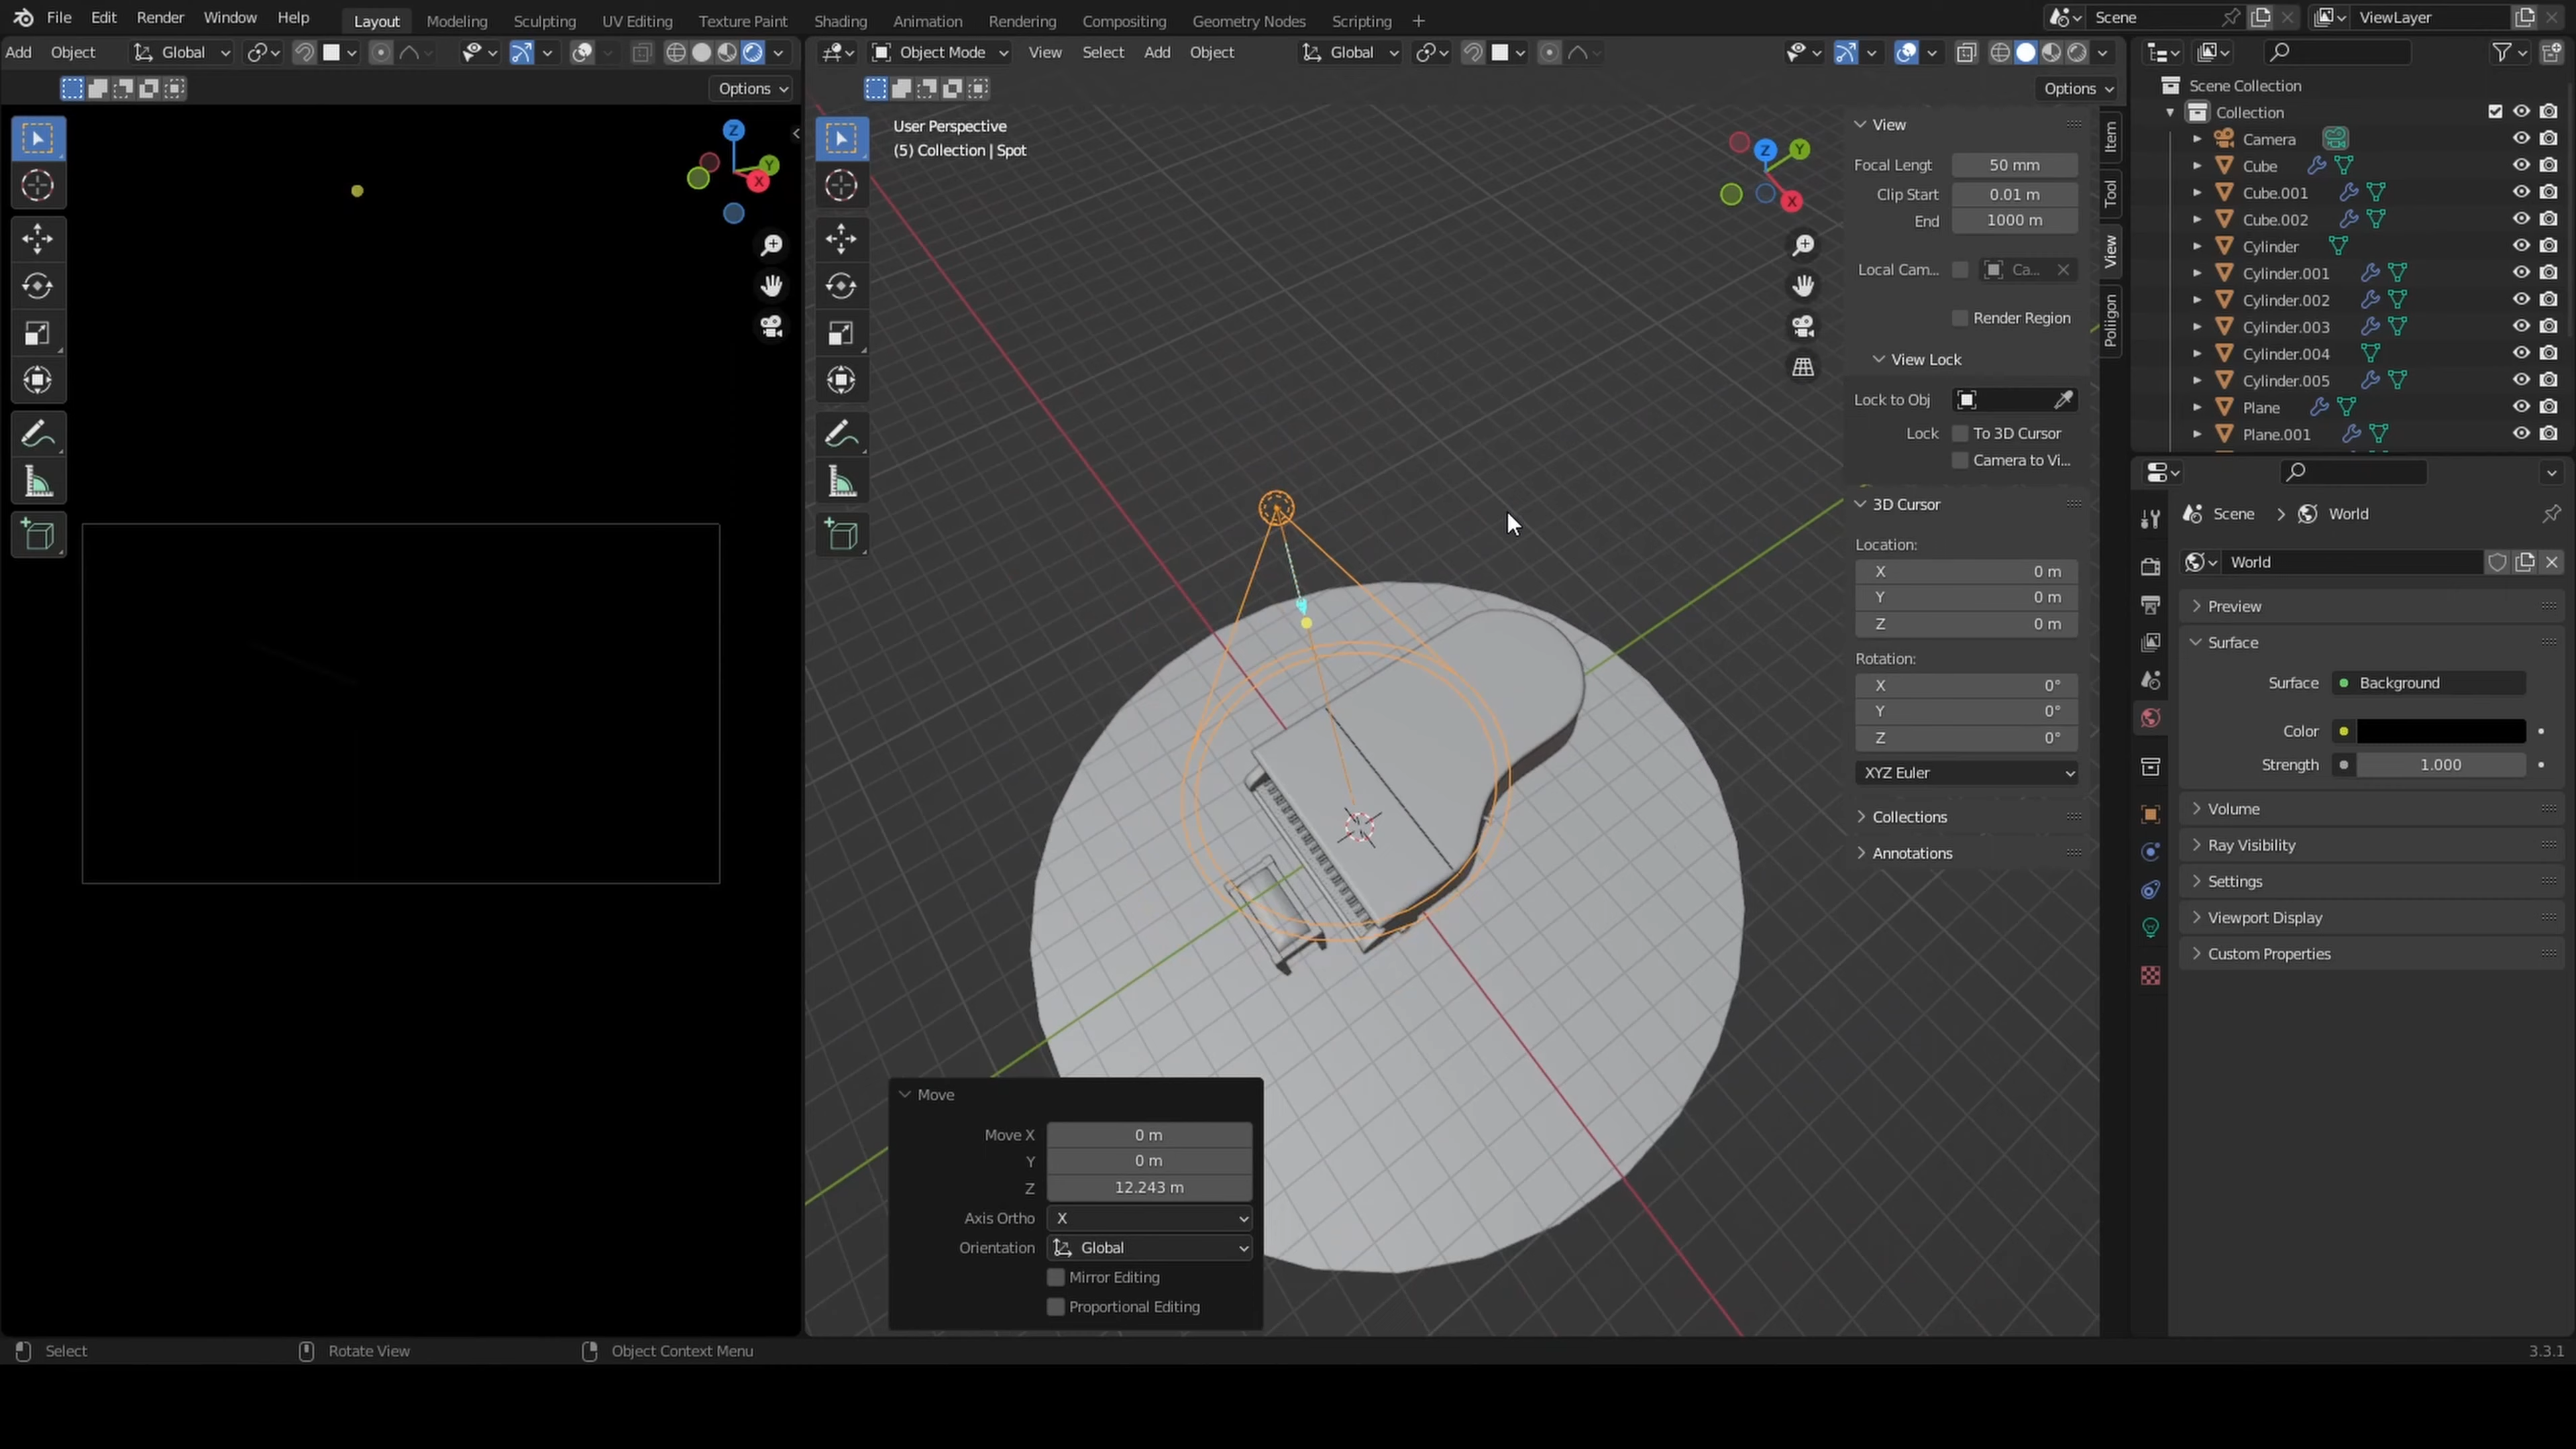 File Edit Render Window Help
Layout Modeling Sculpting UV Editing Texture Paint Shading Animation Rendering Compositing Geometry Nodes Scripting +
Scene
ViewLayer
Add Object Global
Object Mode View Select Add Object Global
Options
Options
User Perspective
(5) Collection | Spot
Z
Y
X
Z
Y
X
View
Focal Lengt 50 mm
Clip Start 0.01 m
End 1000 m
Local Cam... Ca...
Render Region
View Lock
Lock to Obj
Lock To 3D Cursor
Camera to Vi...
3D Cursor
Location:
X 0 m
Y 0 m
Z 0 m
Rotation:
X 0°
Y 0°
Z 0°
XYZ Euler
Collections
Annotations
Item
Tool
View
Poliigon
Scene Collection
Collection
Camera
Cube
Cube.001
Cube.002
Cylinder
Cylinder.001
Cylinder.002
Cylinder.003
Cylinder.004
Cylinder.005
Plane
Plane.001
Scene > World
World
Preview
Surface
Surface Background
Color
Strength 1.000
Volume
Ray Visibility
Settings
Viewport Display
Custom Properties
Move
Move X 0 m
Y 0 m
Z 12.243 m
Axis Ortho X
Orientation Global
Mirror Editing
Proportional Editing
Select
Rotate View
Object Context Menu
3.3.1